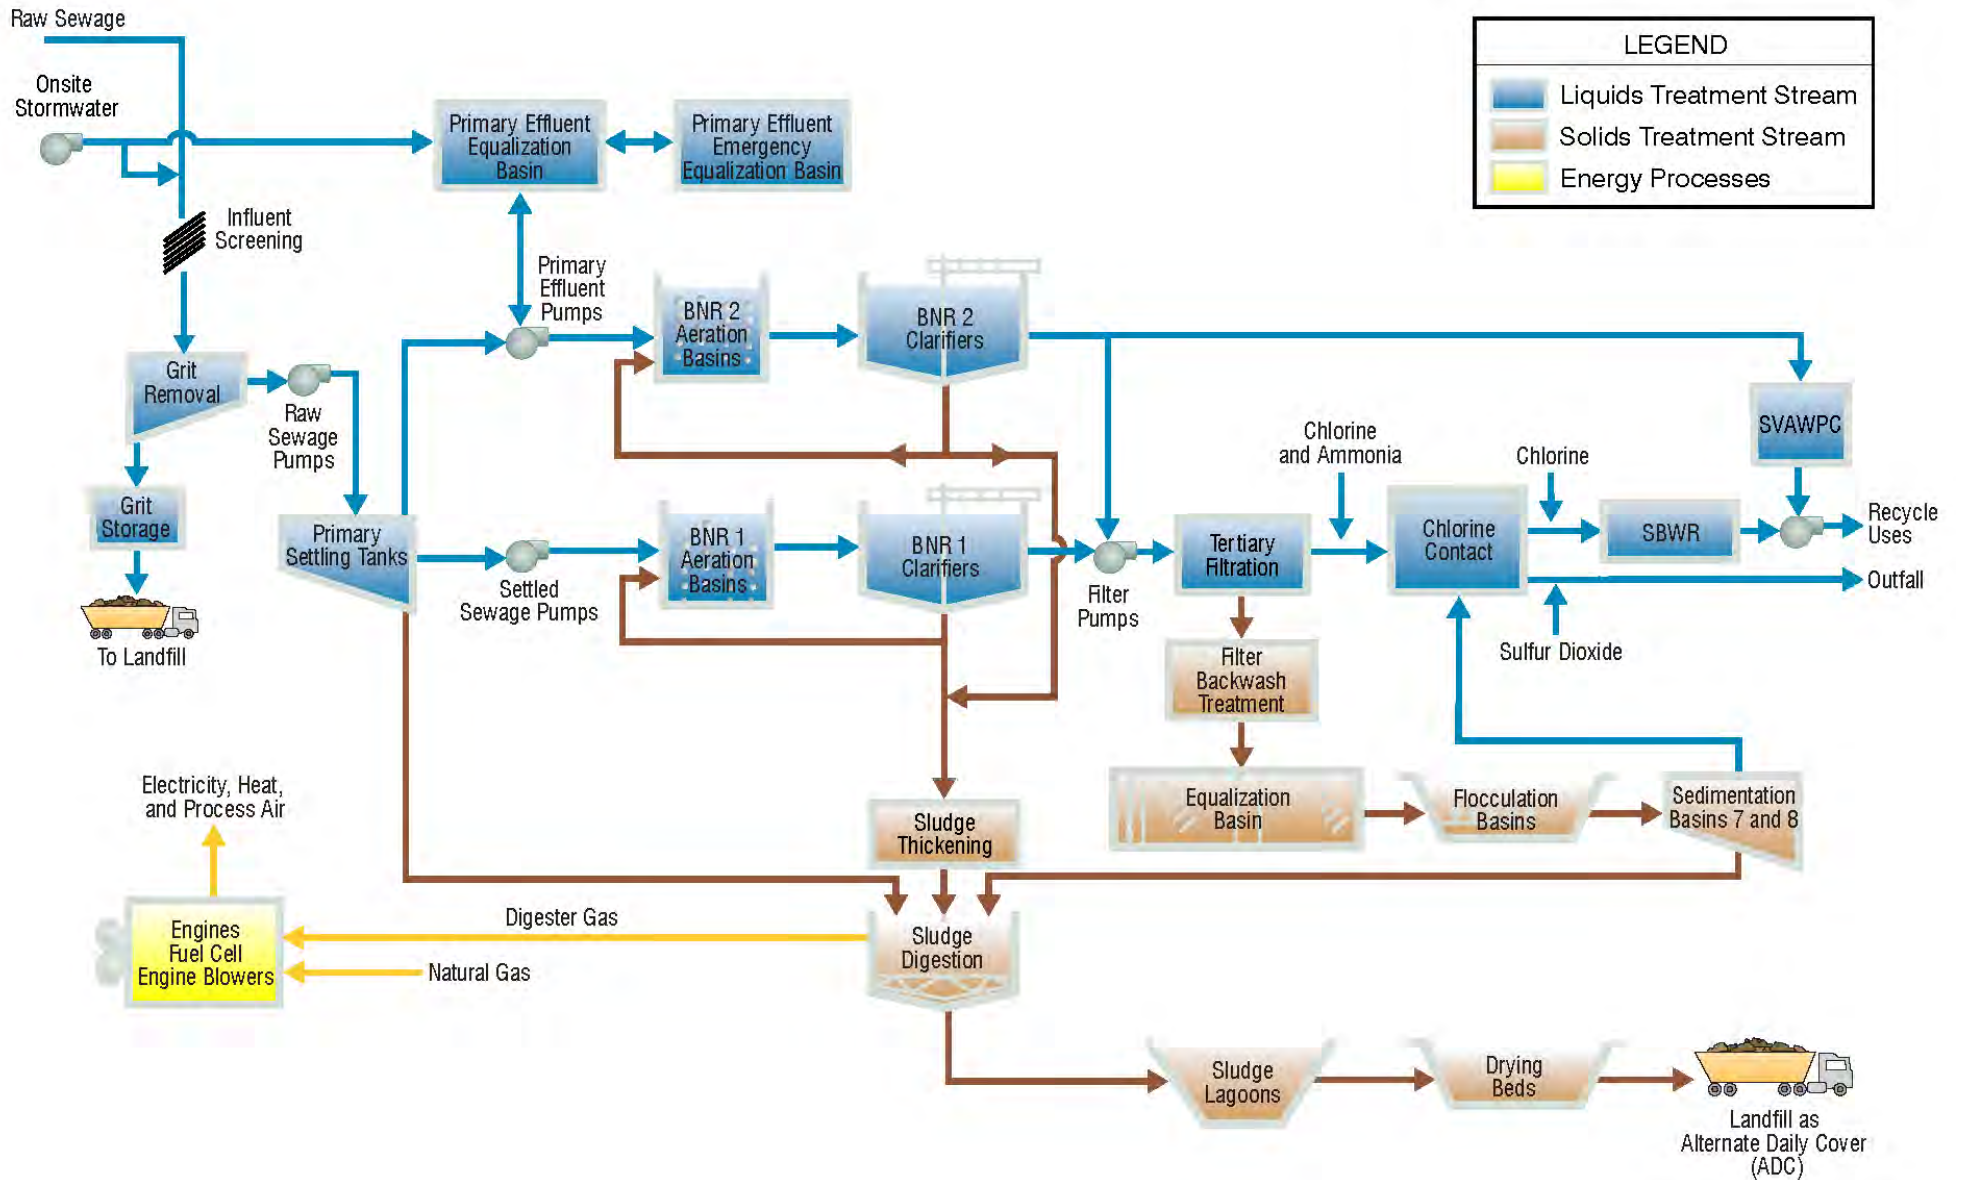 Raw Sewage
Onsite
Stormwater
Influent
Screening
Grit
Removal
Raw
Sewage
Pumps
Grit
Storage
To Landfill
Primary
Settling Tanks
Primary Effluent
Equalization
Basin
Primary Effluent
Emergency
Equalization Basin
Primary
Effluent
Pumps
BNR 2
Aeration
Basins
BNR 2
Clarifiers
Settled
Sewage Pumps
BNR 1
Aeration
Basins
BNR 1
Clarifiers
Filter
Pumps
Tertiary
Filtration
Chlorine
and Ammonia
Chlorine
Contact
Chlorine
SBWR
SVAWPC
Recycle
Uses
Outfall
Sulfur Dioxide
Filter
Backwash
Treatment
Equalization
Basin
Flocculation
Basins
Sedimentation
Basins 7 and 8
Sludge
Thickening
Sludge
Digestion
Digester Gas
Natural Gas
Electricity, Heat,
and Process Air
Engines
Fuel Cell
Engine Blowers
Sludge
Lagoons
Drying
Beds
Landfill as
Alternate Daily Cover
(ADC)
LEGEND
Liquids Treatment Stream
Solids Treatment Stream
Energy Processes